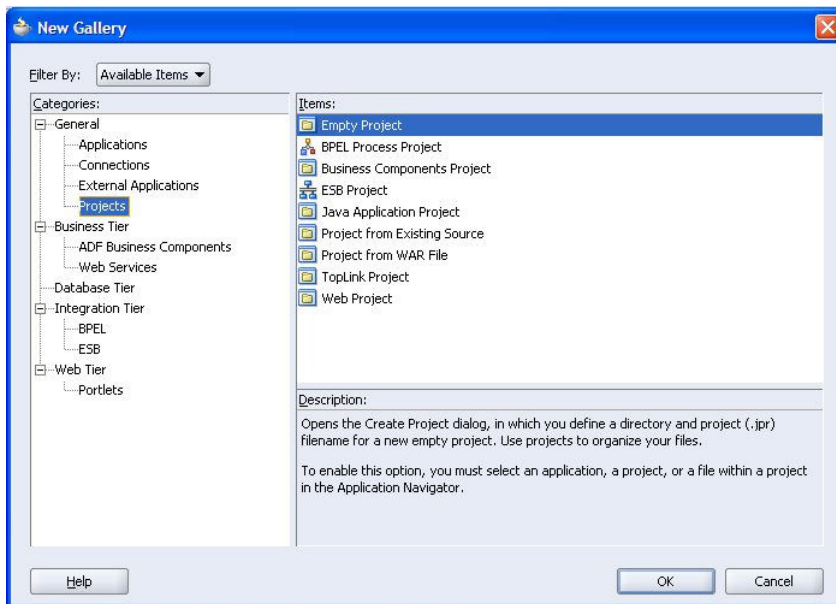 New Gallery
Filter By: Available Items
Categories:
General
Applications
Connections
External Applications
Projects
Business Tier
ADF Business Components
Web Services
Database Tier
Integration Tier
BPEL
ESB
Web Tier
Portlets
Items:
Empty Project
BPEL Process Project
Business Components Project
ESB Project
Java Application Project
Project from Existing Source
Project from WAR File
TopLink Project
Web Project
Description:
Opens the Create Project dialog, in which you define a directory and project (.jpr)
filename for a new empty project. Use projects to organize your files.
To enable this option, you must select an application, a project, or a file within a project
in the Application Navigator.
Help
OK
Cancel